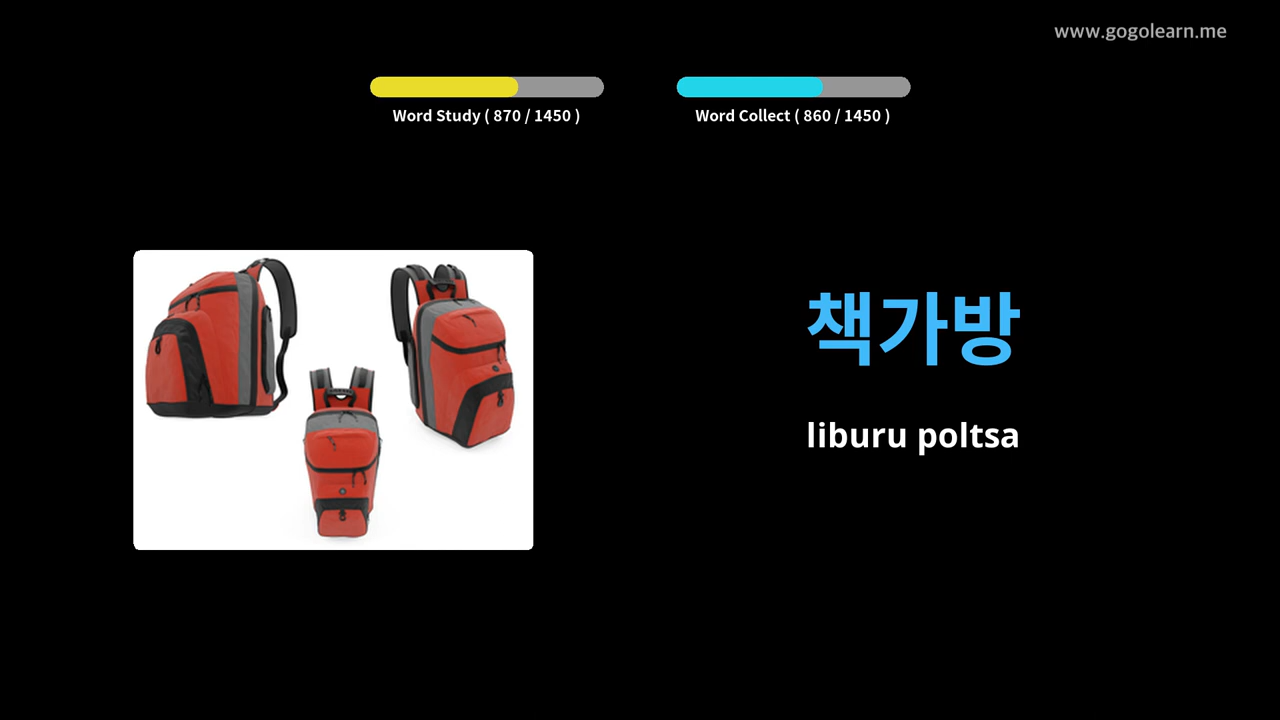 www.gogolearn.me
Word Study ( 870 / 1450 )
Word Collect ( 860 / 1450 )
책가방
liburu poltsa